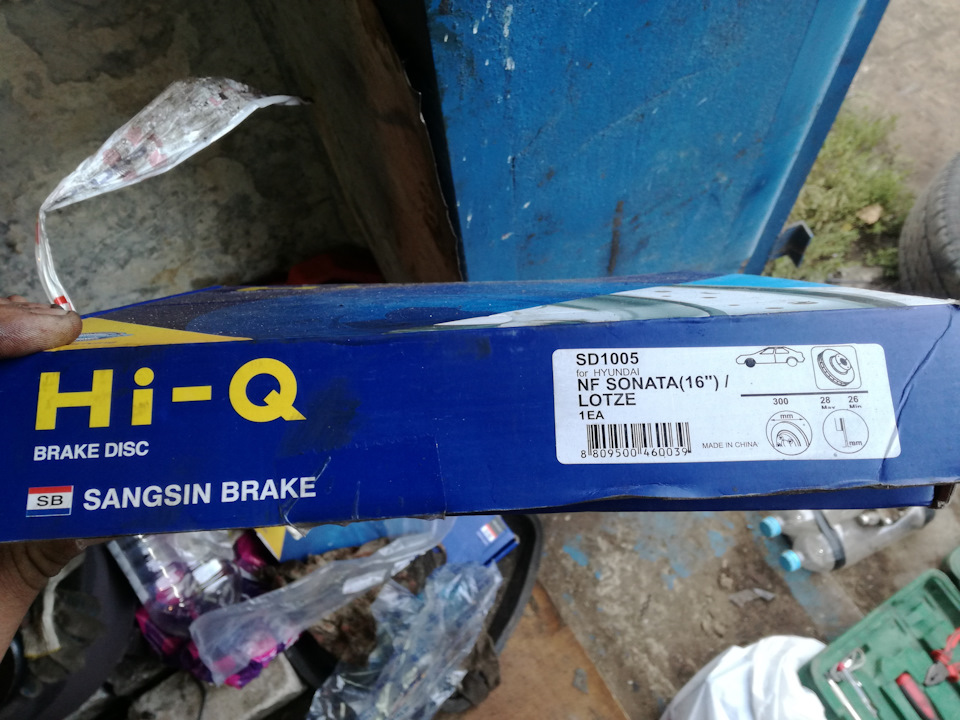 Hi-Q
BRAKE DISC
SB SANGSIN BRAKE
SD1005
for HYUNDAI
NF SONATA(16") /
LOTZE
1EA
8 809500 460039
MADE IN CHINA
300 28 26
Max Min
mm
mm